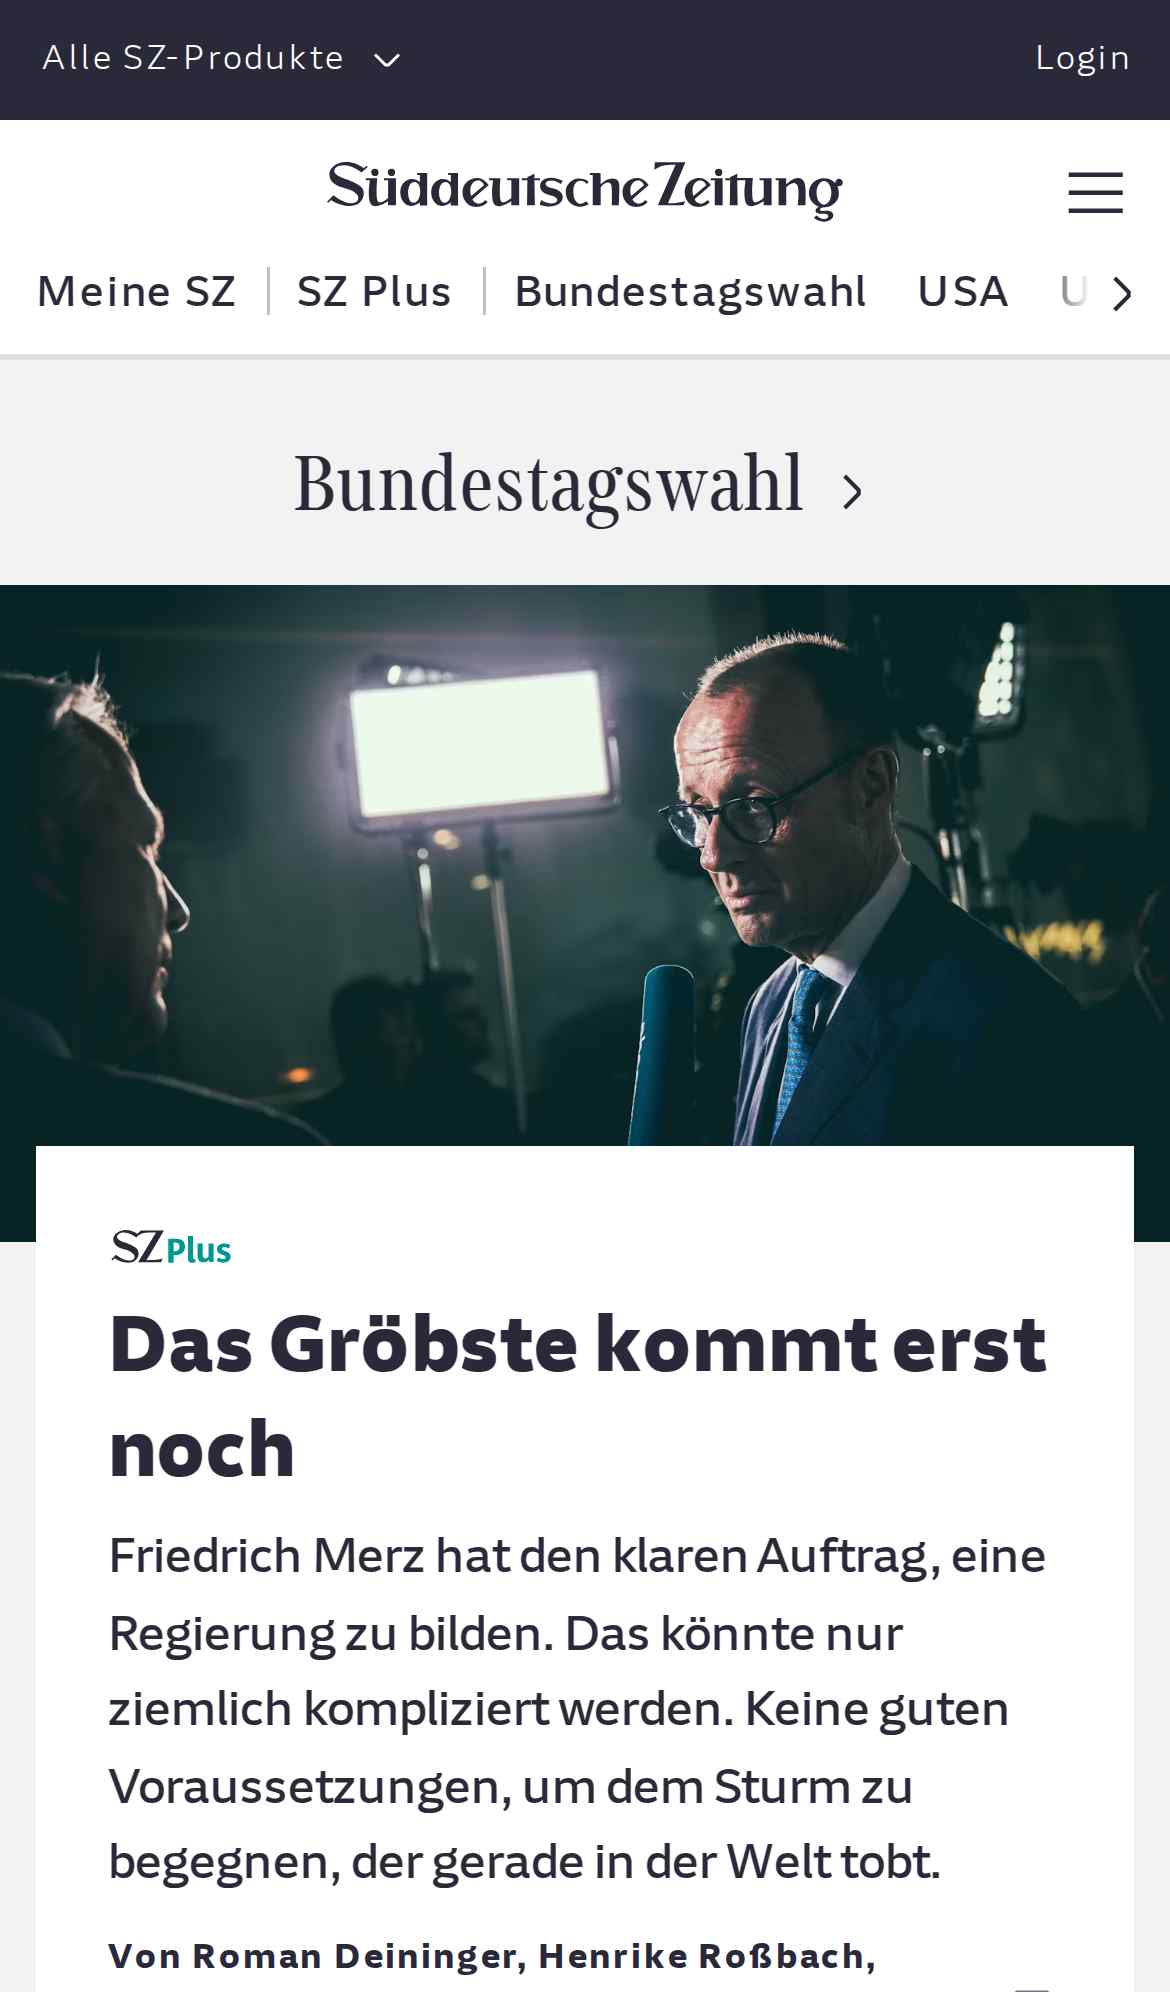 Alle SZ-Produkte
Login
Süddeutsche Zeitung
Meine SZ SZ Plus Bundestagswahl USA U
Bundestagswahl
SZ Plus
Das Gröbste kommt erst
noch
Friedrich Merz hat den klaren Auftrag, eine
Regierung zu bilden. Das könnte nur
ziemlich kompliziert werden. Keine guten
Voraussetzungen, um dem Sturm zu
begegnen, der gerade in der Welt tobt.
Von Roman Deininger, Henrike Roßbach,